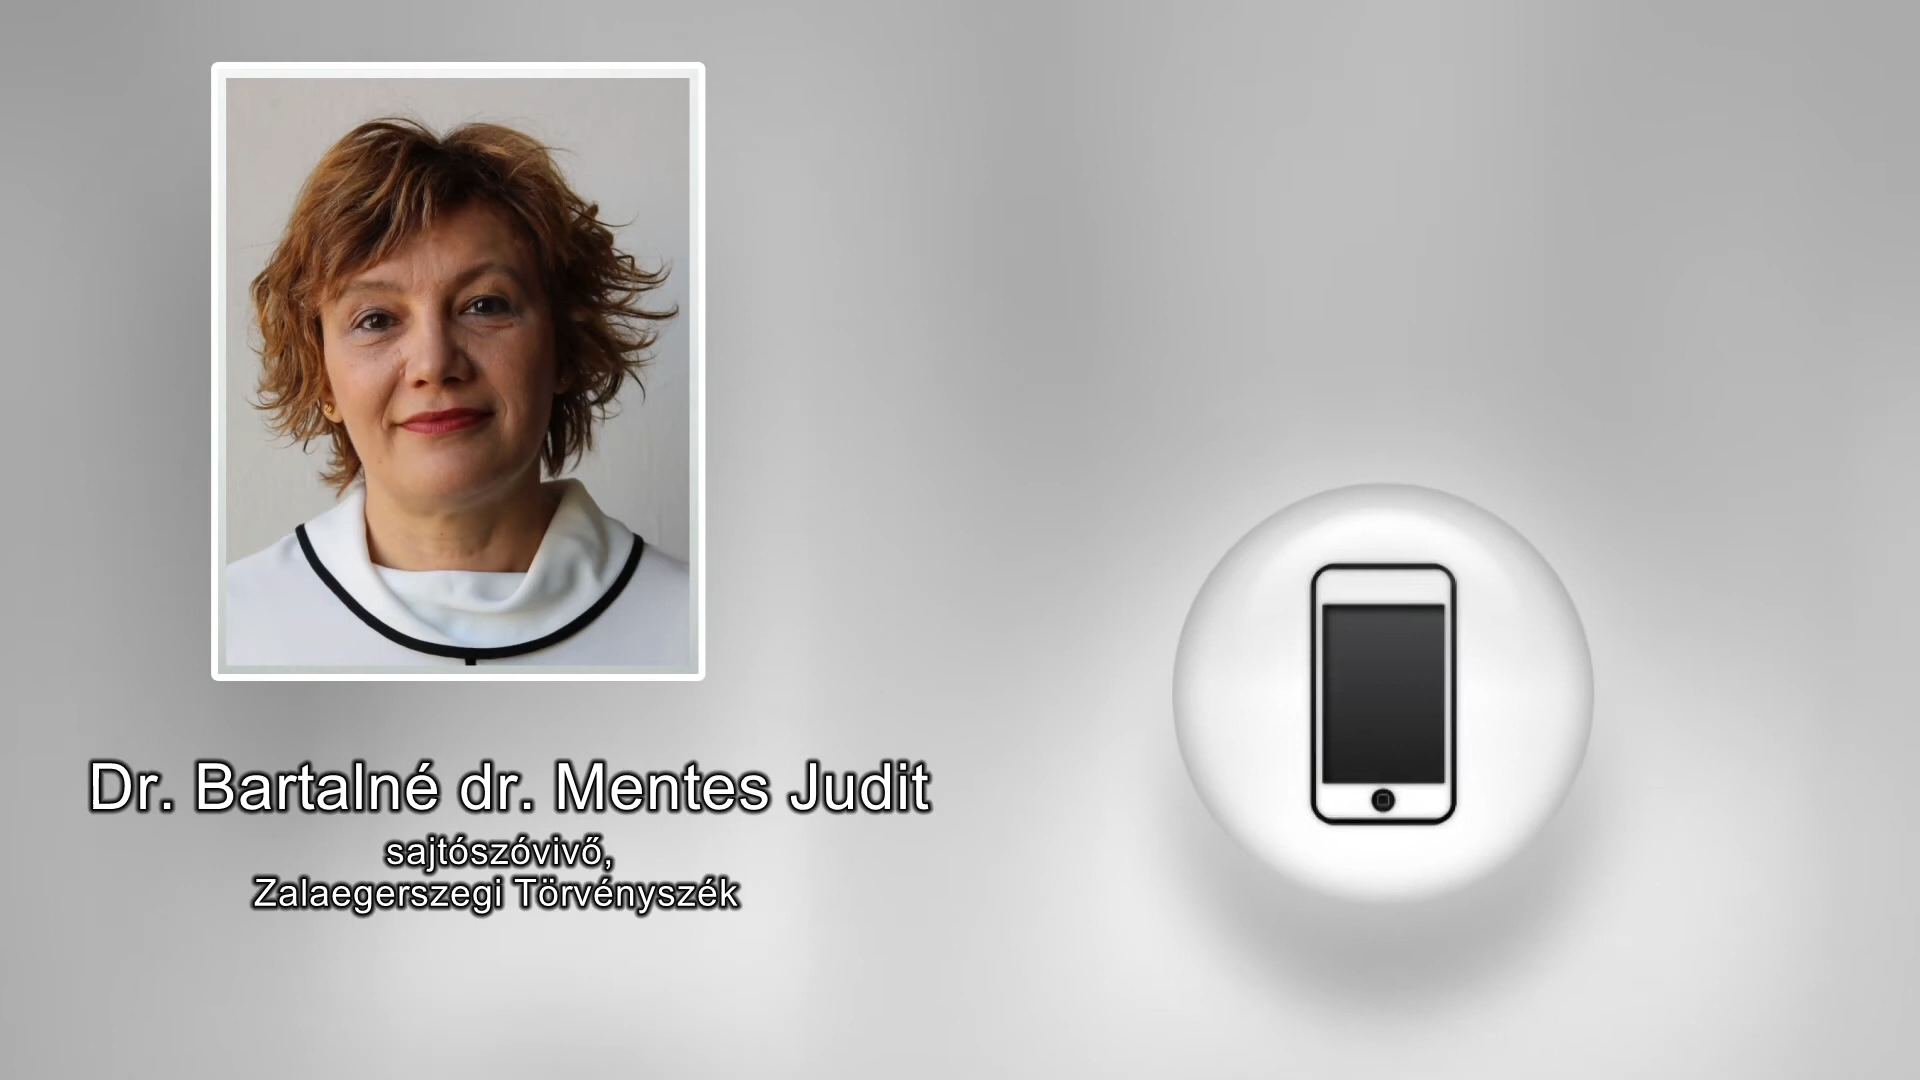 Dr. Bartalné dr. Mentes Judit
sajtószóvivő,
Zalaegerszegi Törvényszék